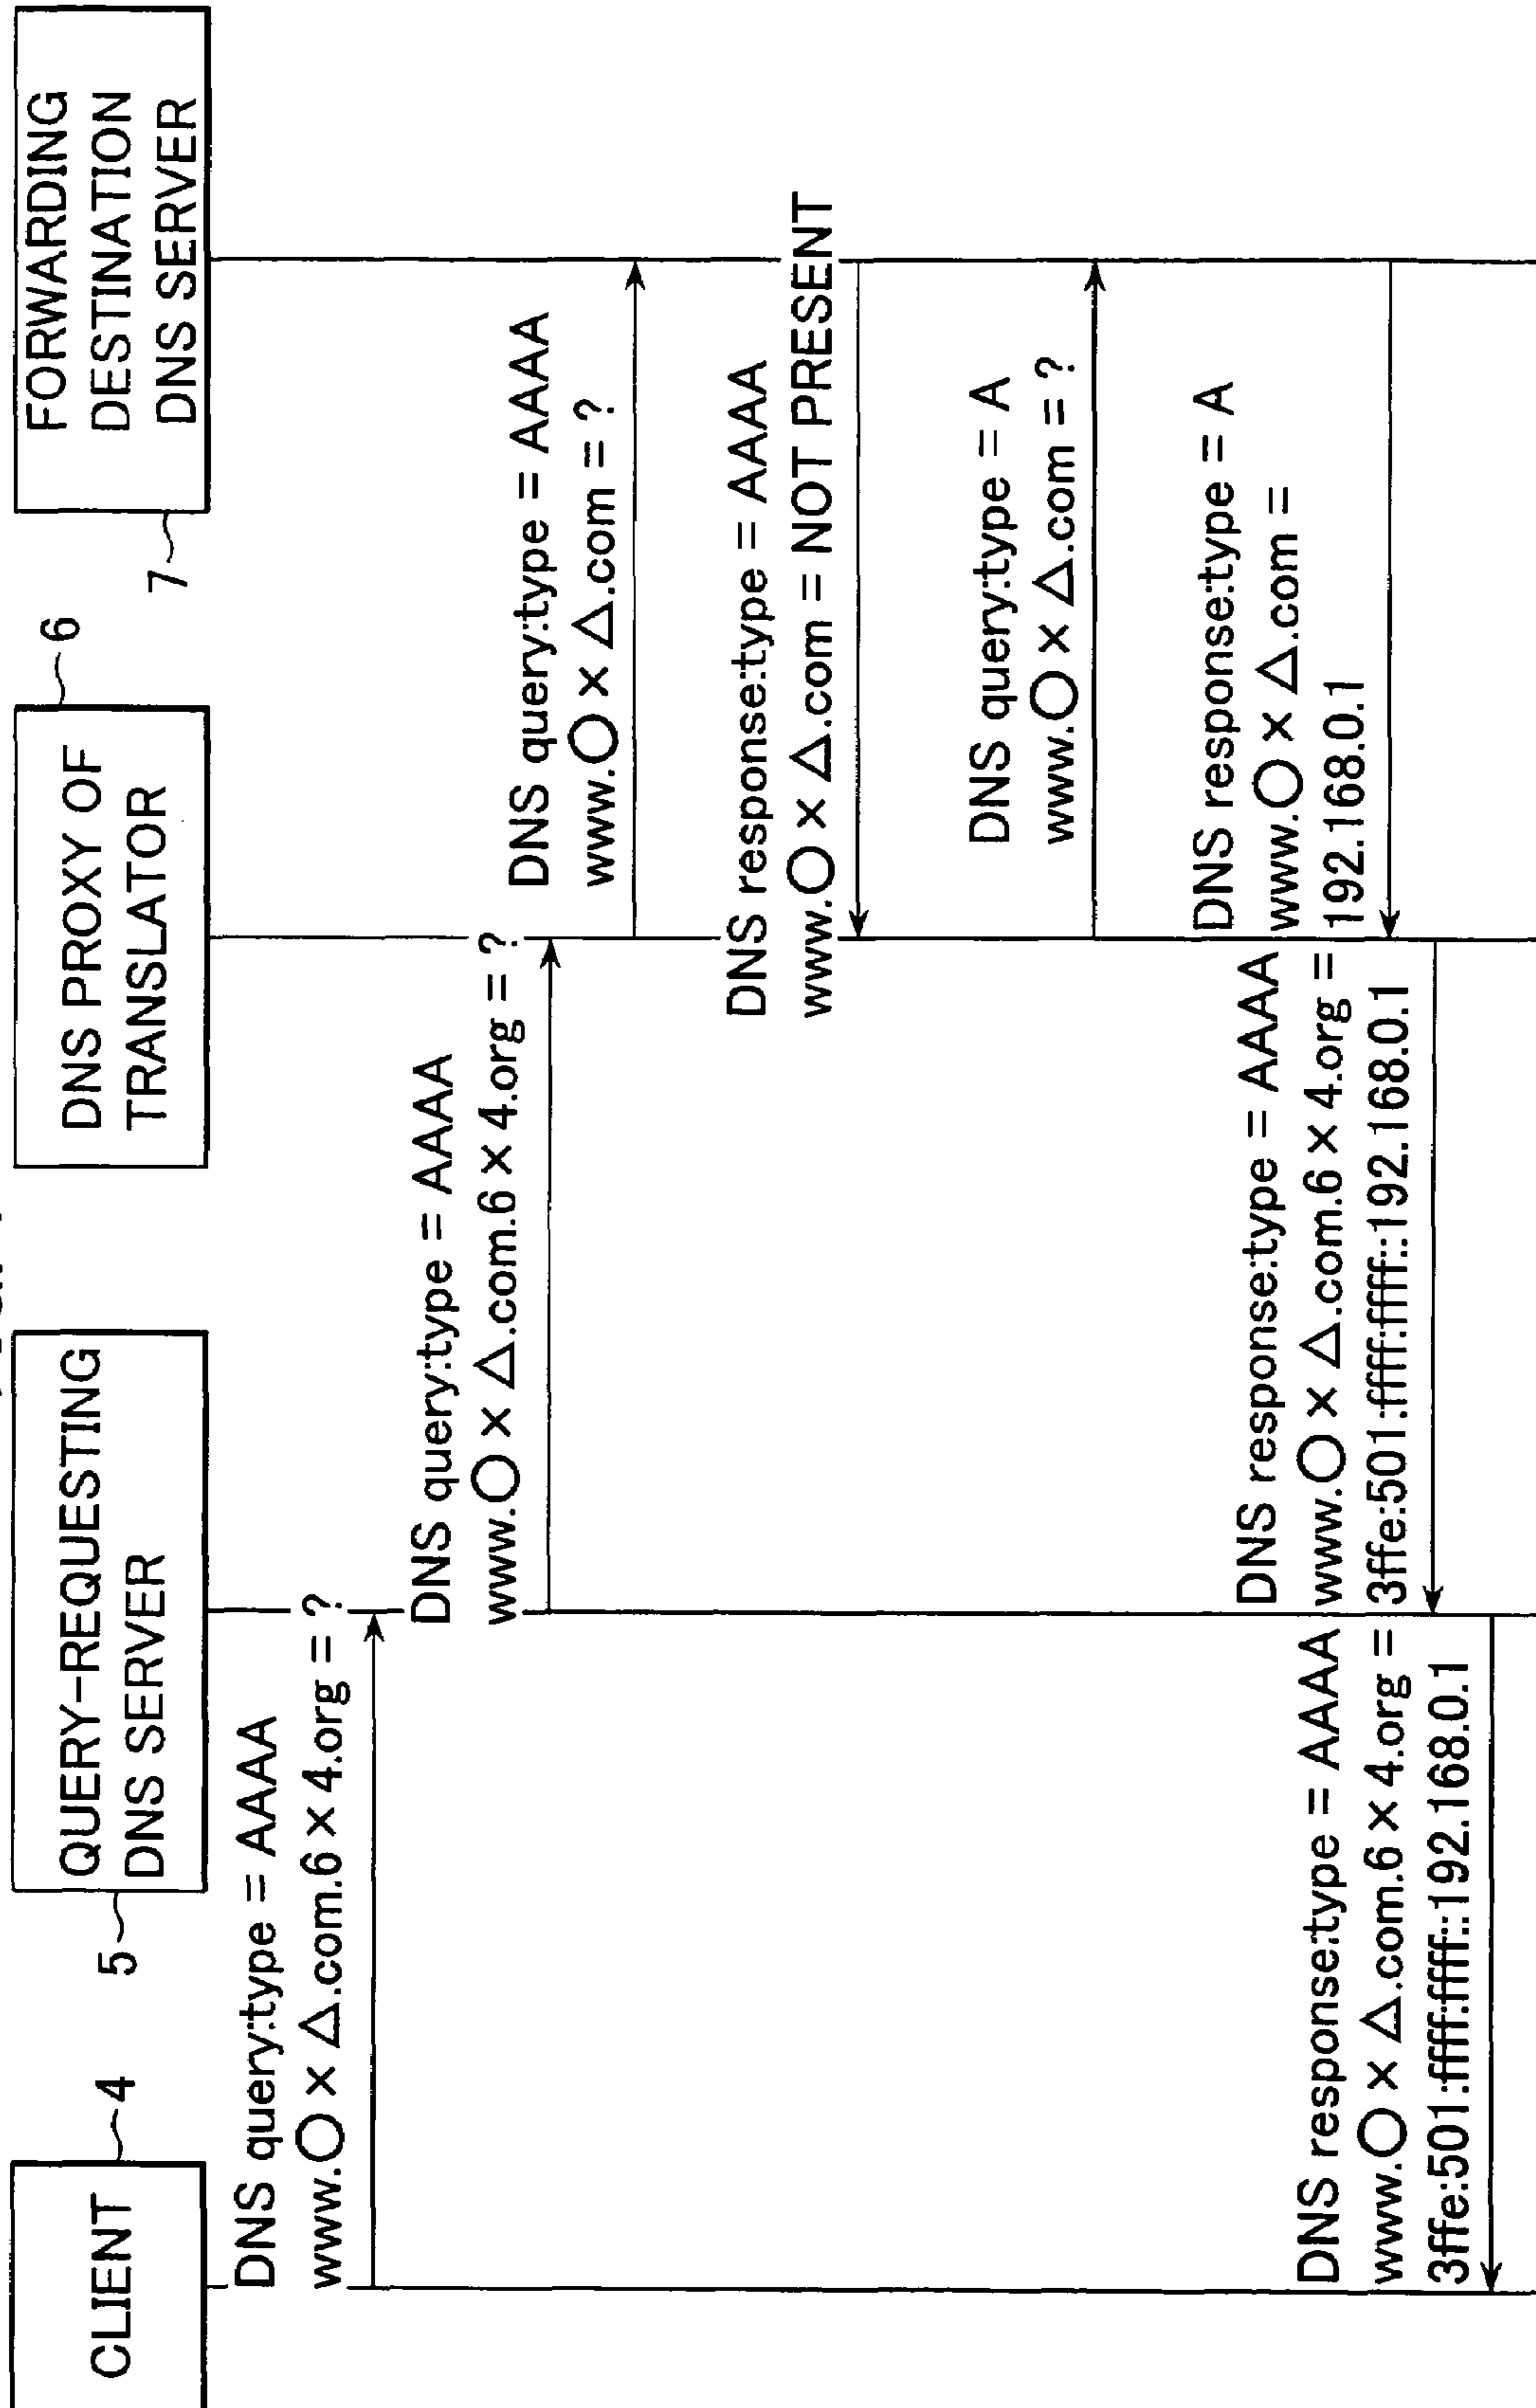 CLIENT
4
QUERY-REQUESTING
DNS SERVER
5
DNS PROXY OF
TRANSLATOR
6
FORWARDING
DESTINATION
DNS SERVER
7
DNS query:type = AAAA
www.○×△.com.6×4.org = ?
DNS query:type = AAAA
www.○×△.com.6×4.org = ?
DNS query:type = AAAA
www.○×△.com = ?
DNS response:type = AAAA
www.○×△.com = NOT PRESENT
DNS query:type = A
www.○×△.com = ?
DNS response:type = A
www.○×△.com =
192.168.0.1
DNS response:type = AAAA
www.○×△.com.6×4.org =
3ffe:501:ffff:ffff::192.168.0.1
DNS response:type = AAAA
www.○×△.com.6×4.org =
3ffe:501:ffff:ffff::192.168.0.1